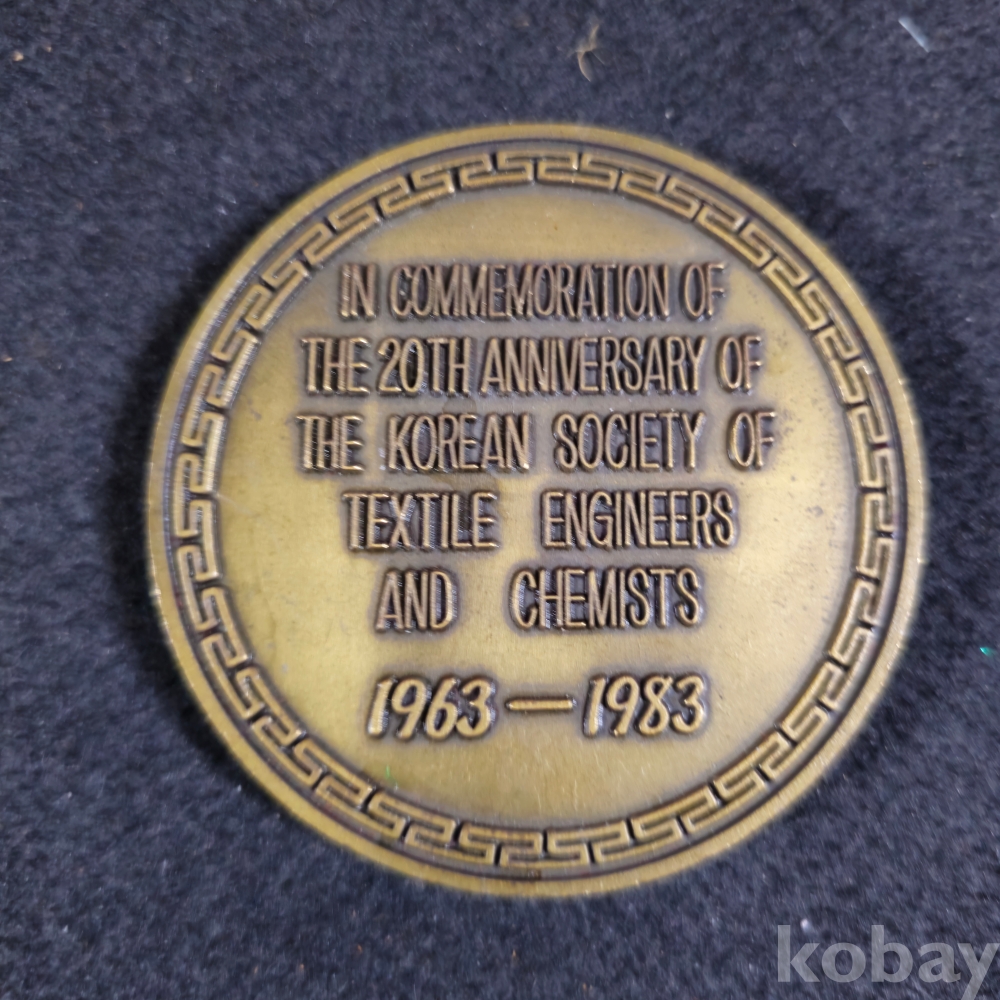 IN COMMEMORATION OF
THE 20TH ANNIVERSARY OF
THE KOREAN SOCIETY OF
TEXTILE ENGINEERS
AND CHEMISTS
1963 — 1983
kobay